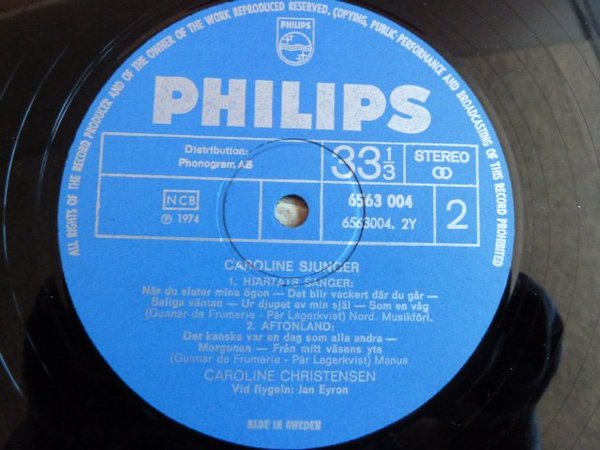 ALL RIGHTS OF THE RECORD PRODUCER AND OF THE OWNER OF THE WORK REPRODUCED RESERVED. COPYING, PUBLIC PERFORMANCE AND BROADCASTING OF THIS RECORD PROHIBITED
PHILIPS
PHILIPS
Distribution:
Phonogram AB
33 1/3
STEREO
NCB
℗ 1974
6563 004
6563004. 2Y
2
CAROLINE SJUNGER
1. HJÄRTATS SÅNGER:
När du sluter mina ögon — Det blir vackert där du går —
Saliga väntan — Ur djupet av min själ — Som en våg
(Gunnar de Frumerie - Pär Lagerkvist) Nord. Musikförl.
2. AFTONLAND:
Det kanske var en dag som alla andra —
Morgonen — Från mitt väsens yta
(Gunnar de Frumerie - Pär Lagerkvist) Manus
CAROLINE CHRISTENSEN
Vid flygeln: Jan Eyron
MADE IN SWEDEN